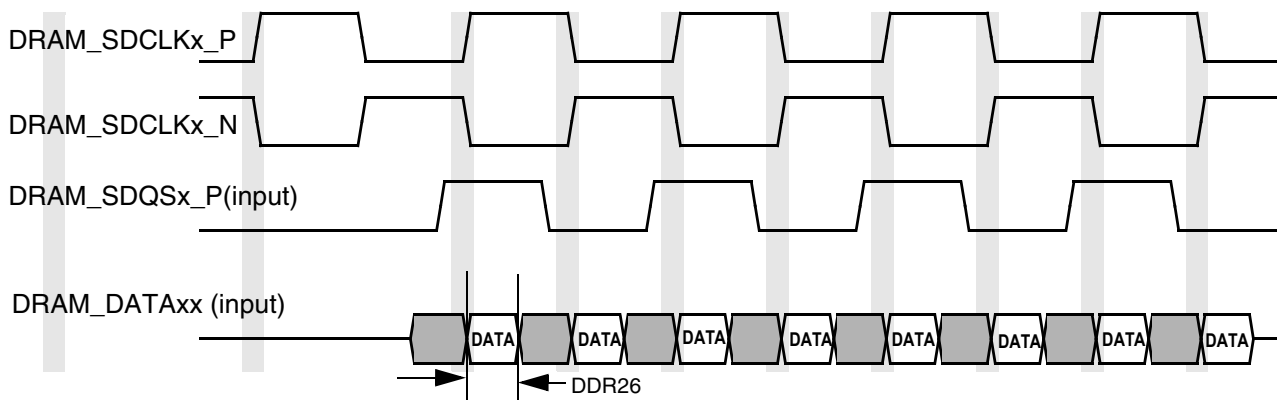 DRAM_SDCLKx_P
DRAM_SDCLKx_N
DRAM_SDQSx_P(input)
DRAM_DATAxx (input)
DATA DATA DATA DATA DATA DATA DATA DATA
DDR26